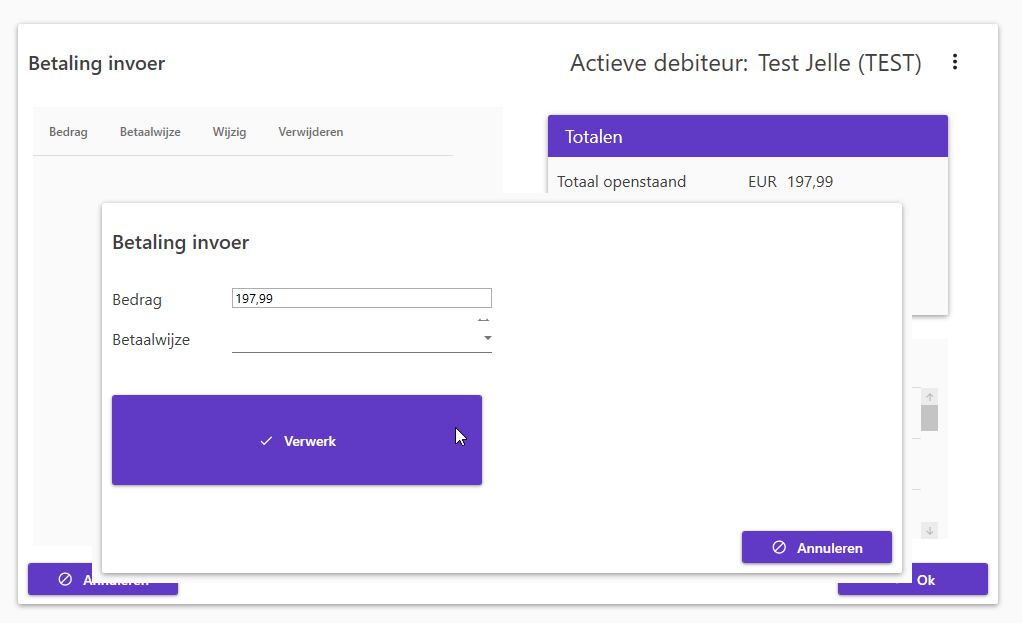 Betaling invoer
Actieve debiteur: Test Jelle (TEST)
Bedrag Betaalwijze Wijzig Verwijderen
Totalen
Totaal openstaand EUR 197,99
Betaling invoer
Bedrag 197,99
Betaalwijze
Verwerk
Annuleren
Annuleren
Ok